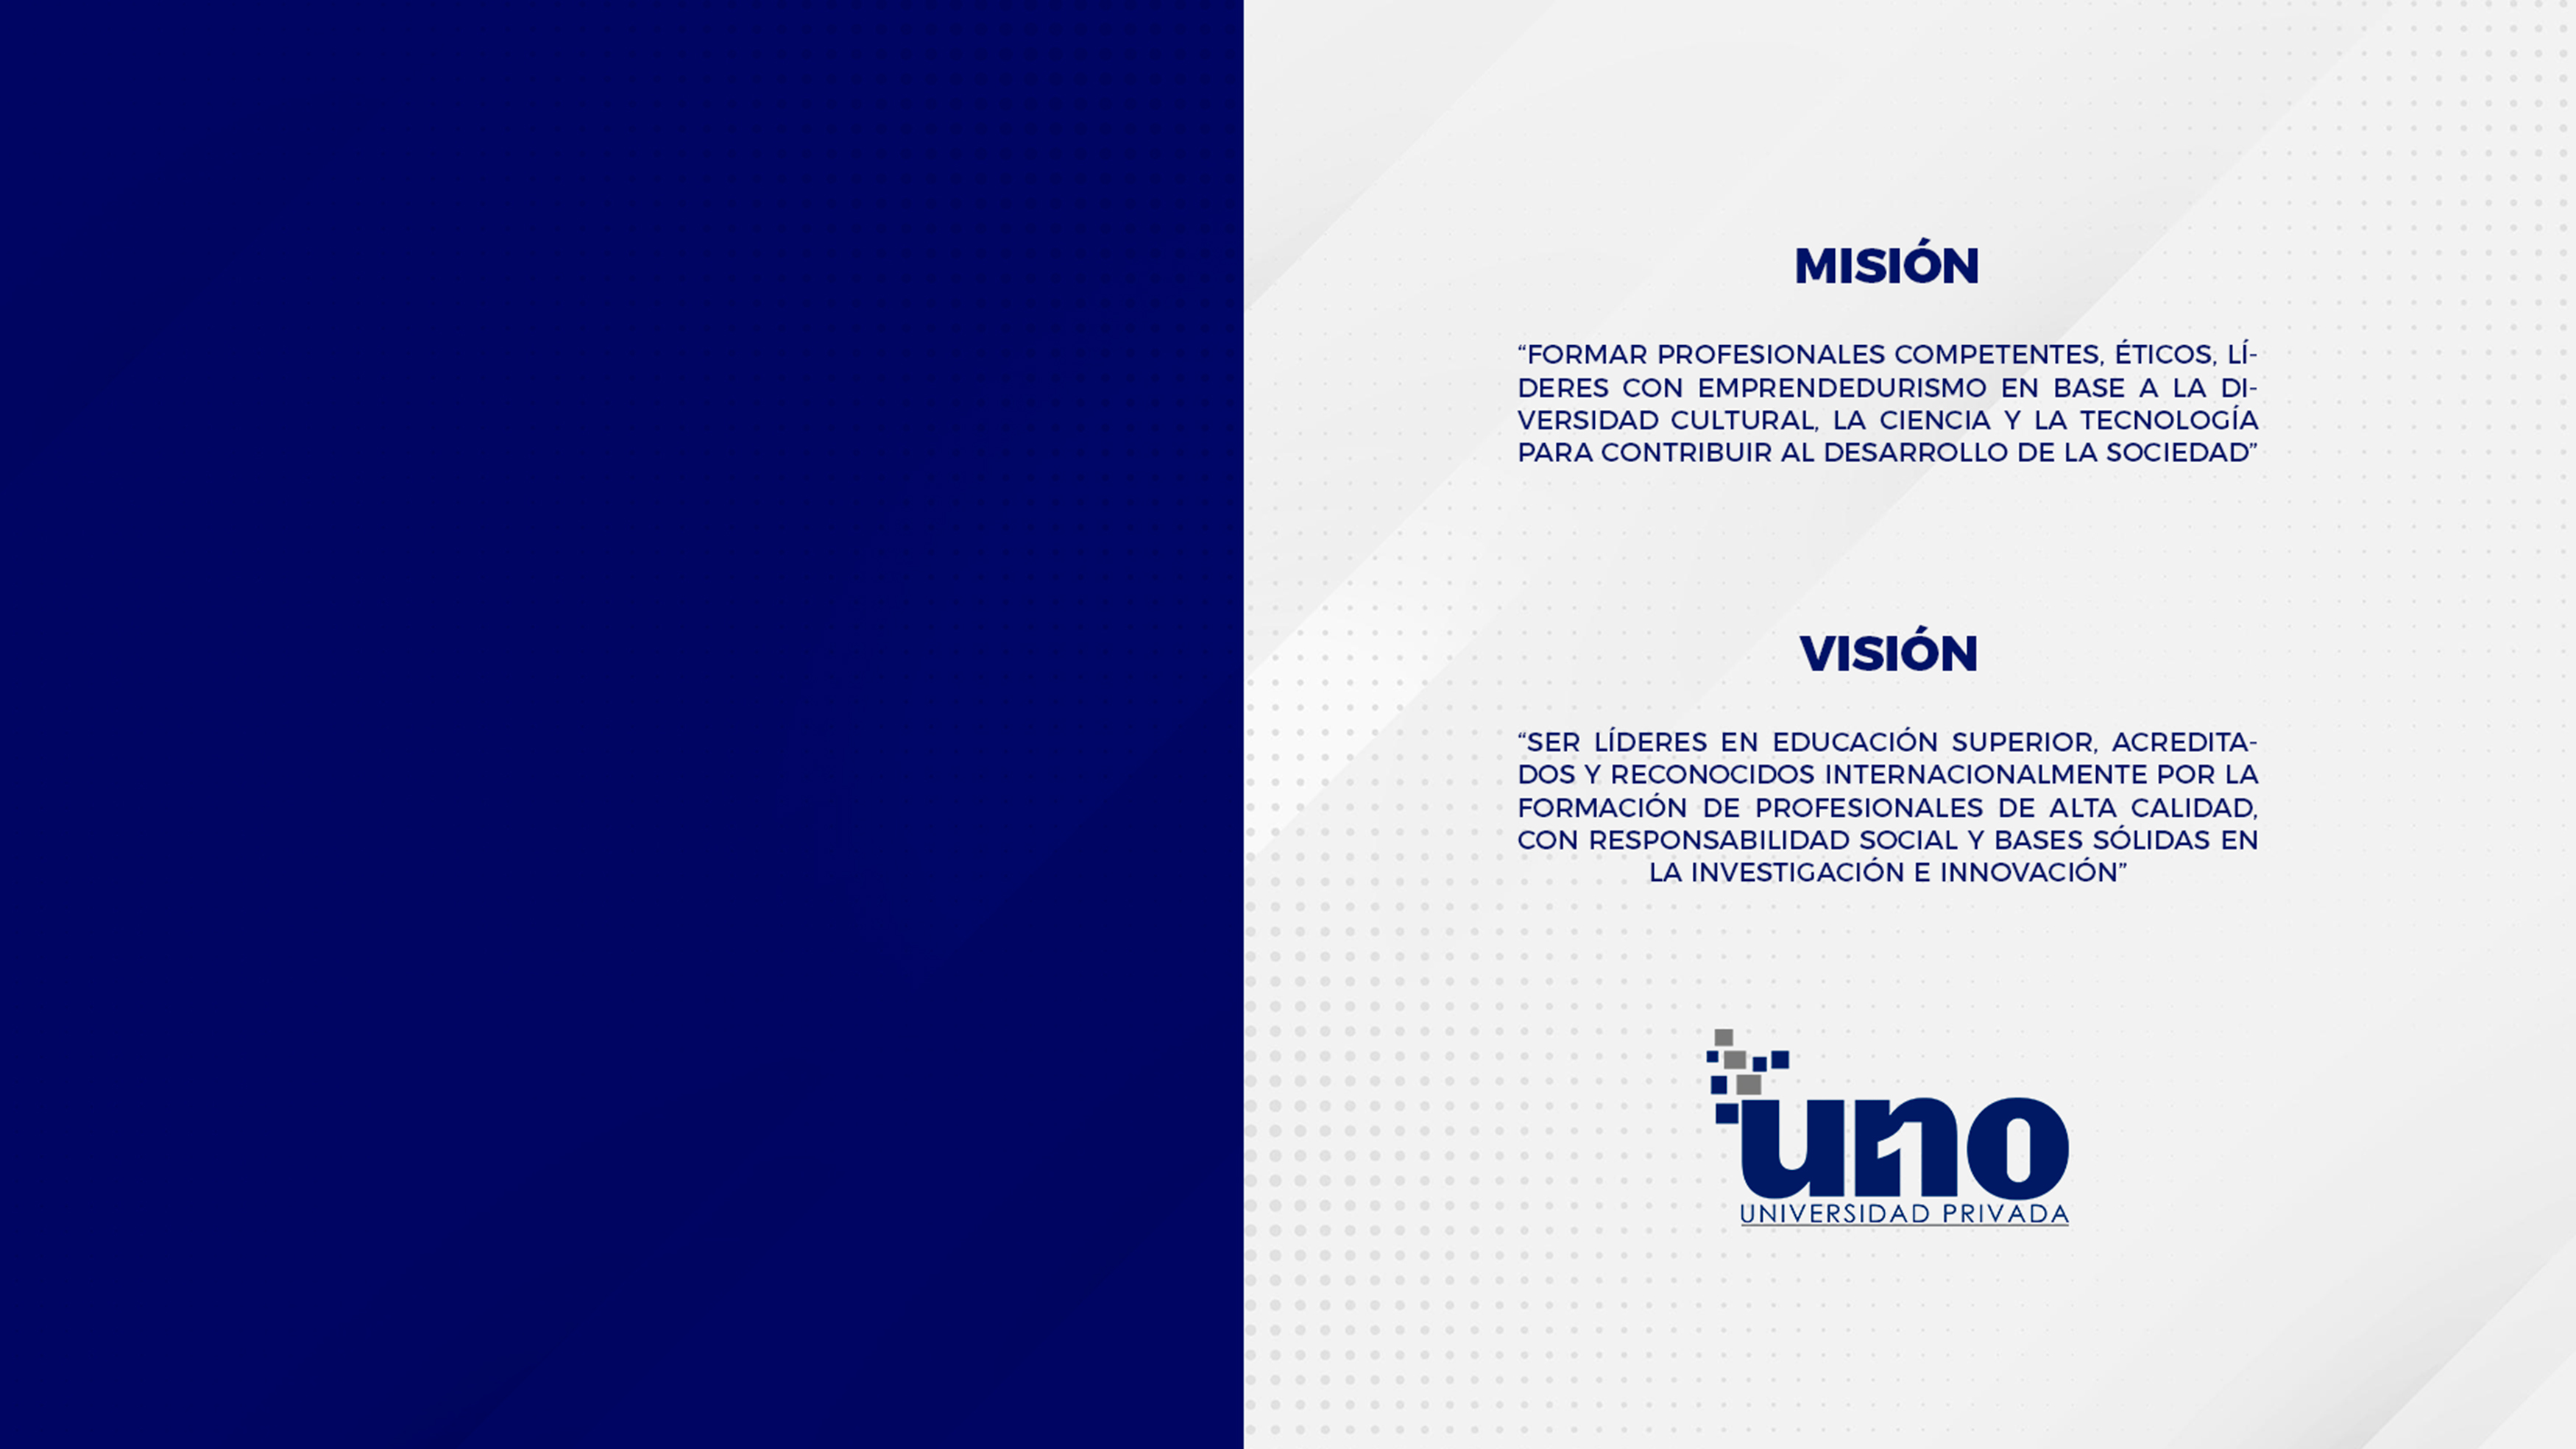 MISIÓN
“FORMAR PROFESIONALES COMPETENTES, ÉTICOS, LÍ-
DERES CON EMPRENDEDURISMO EN BASE A LA DI-
VERSIDAD CULTURAL, LA CIENCIA Y LA TECNOLOGÍA
PARA CONTRIBUIR AL DESARROLLO DE LA SOCIEDAD”
VISIÓN
“SER LÍDERES EN EDUCACIÓN SUPERIOR, ACREDITA-
DOS Y RECONOCIDOS INTERNACIONALMENTE POR LA
FORMACIÓN DE PROFESIONALES DE ALTA CALIDAD,
CON RESPONSABILIDAD SOCIAL Y BASES SÓLIDAS EN
LA INVESTIGACIÓN E INNOVACIÓN”
uno
UNIVERSIDAD PRIVADA